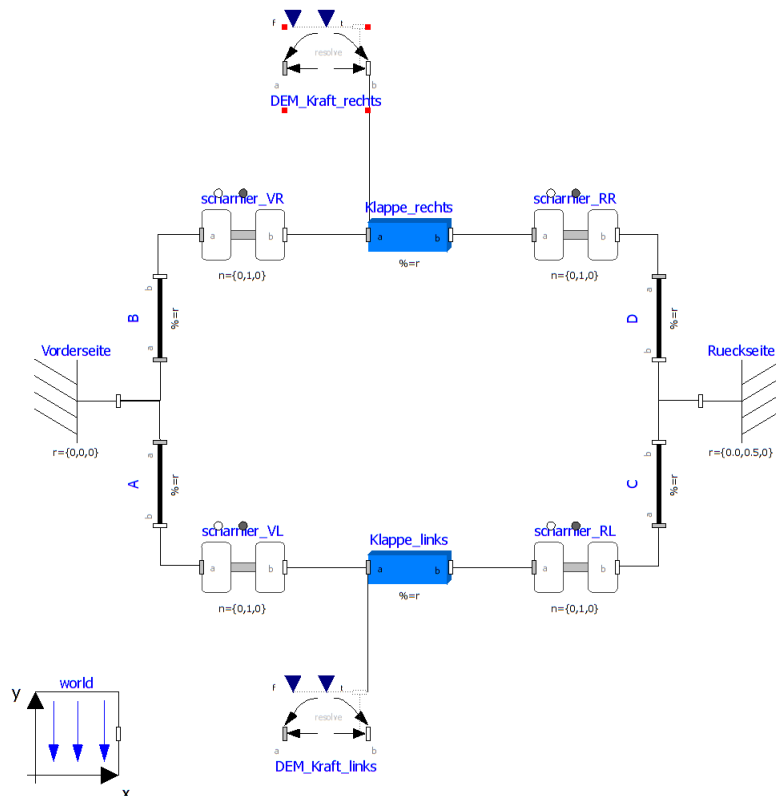 f t
resolve
a b
DEM_Kraft_rechts
scharnier_VR Klappe_rechts scharnier_RR
a b a b a b
n={0,1,0} %=r n={0,1,0}
b a
B %=r D %=r
a b
Vorderseite Rueckseite
r={0,0,0} r={0.0,0.5,0}
a b
A %=r C %=r
b a
scharnier_VL Klappe_links scharnier_RL
a b a b a b
n={0,1,0} %=r n={0,1,0}
world
f t
y
resolve
a b
DEM_Kraft_links
x